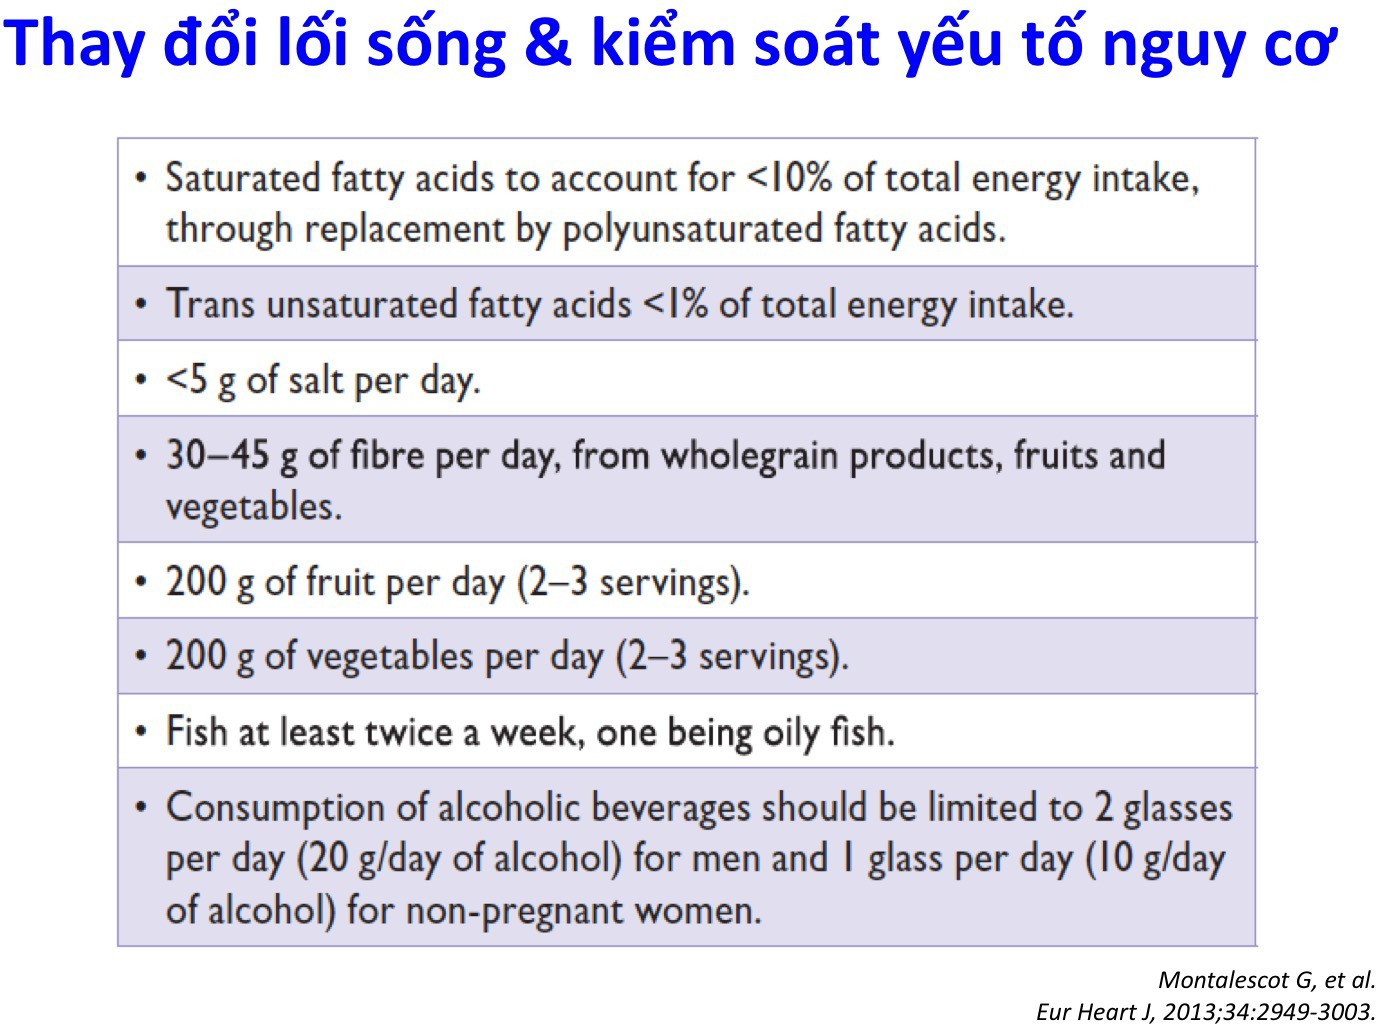 Thay đổi lối sống & kiểm soát yếu tố nguy cơ
• Saturated fatty acids to account for <10% of total energy intake,
through replacement by polyunsaturated fatty acids.
• Trans unsaturated fatty acids <1% of total energy intake.
• <5 g of salt per day.
• 30–45 g of fibre per day, from wholegrain products, fruits and
vegetables.
• 200 g of fruit per day (2–3 servings).
• 200 g of vegetables per day (2–3 servings).
• Fish at least twice a week, one being oily fish.
• Consumption of alcoholic beverages should be limited to 2 glasses
per day (20 g/day of alcohol) for men and 1 glass per day (10 g/day
of alcohol) for non-pregnant women.
Montalescot G, et al.
Eur Heart J, 2013;34:2949-3003.